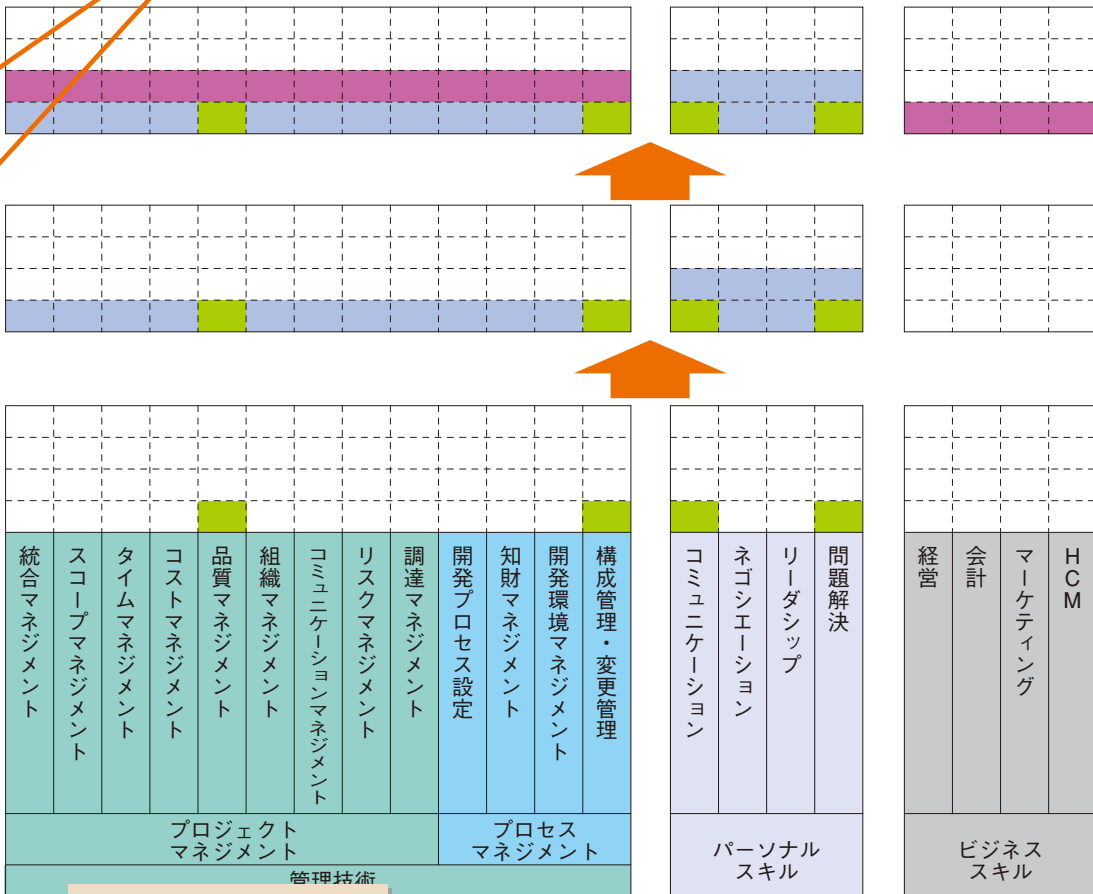 統合マネジメント
スコープマネジメント
タイムマネジメント
コストマネジメント
品質マネジメント
組織マネジメント
コミュニケーションマネジメント
リスクマネジメント
調達マネジメント
開発プロセス設定
知財マネジメント
開発環境マネジメント
構成管理・変更管理
コミュニケーション
ネゴシエーション
リーダシップ
問題解決
経営
会計
マーケティング
HCM
プロジェクト
マネジメント
プロセス
マネジメント
パーソナル
スキル
ビジネス
スキル
管理技術